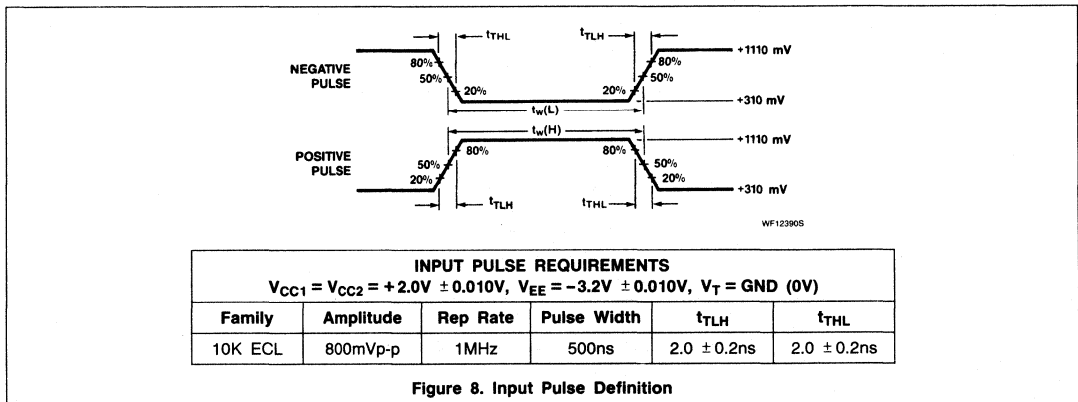 tTHL tTLH
+1110 mV
80% 80%
NEGATIVE
PULSE
50% 50%
20% 20%
+310 mV
tw(L)
tw(H)
+1110 mV
80% 80%
POSITIVE
PULSE
50% 50%
20% 20%
+310 mV
tTLH tTHL
WF12390S
INPUT PULSE REQUIREMENTS
VCC1 = VCC2 = +2.0V ±0.010V, VEE = −3.2V ±0.010V, VT = GND (0V)
Family Amplitude Rep Rate Pulse Width tTLH tTHL
10K ECL 800mVp-p 1MHz 500ns 2.0 ±0.2ns 2.0 ±0.2ns
Figure 8. Input Pulse Definition